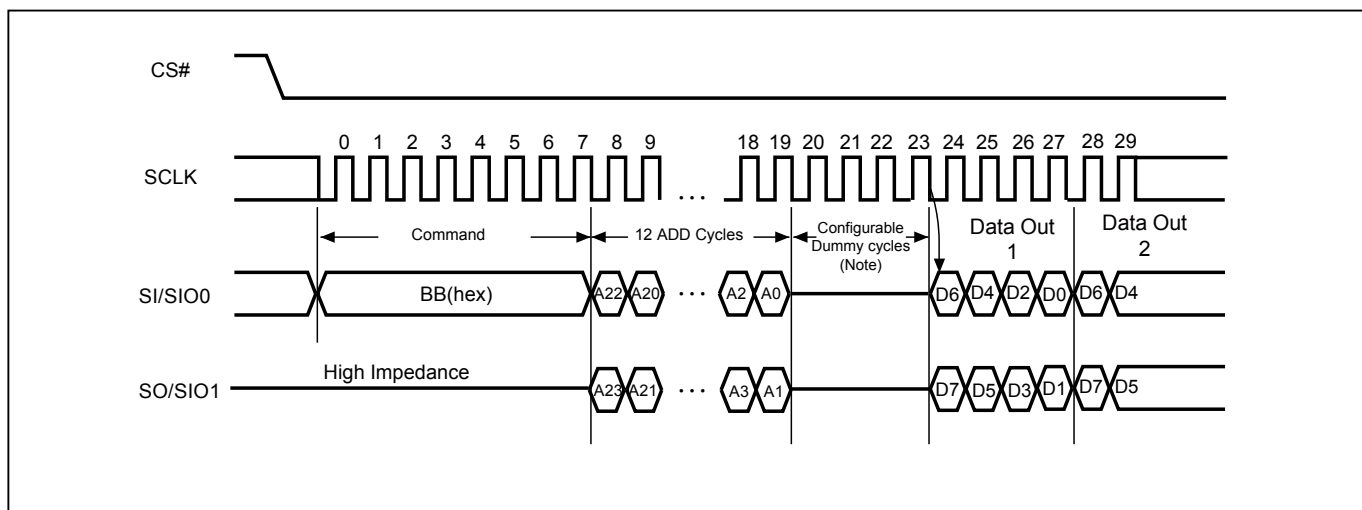 CS#
0 1 2 3 4 5 6 7 8 9 18 19 20 21 22 23 24 25 26 27 28 29
SCLK
...
Command
12 ADD Cycles
Configurable
Dummy cycles
(Note)
Data Out
1
Data Out
2
SI/SIO0
BB(hex)
A22 A20 ... A2 A0 D6 D4 D2 D0 D6 D4
High Impedance
SO/SIO1
A23 A21 ... A3 A1 D7 D5 D3 D1 D7 D5